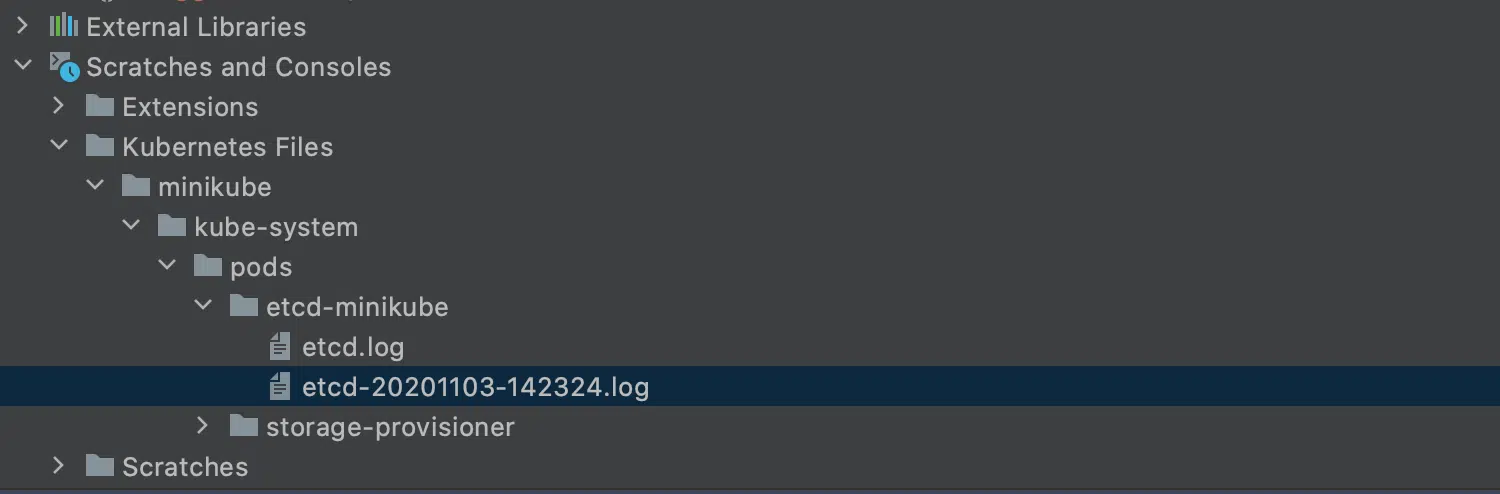 External Libraries
Scratches and Consoles
Extensions
Kubernetes Files
minikube
kube-system
pods
etcd-minikube
etcd.log
etcd-20201103-142324.log
storage-provisioner
Scratches